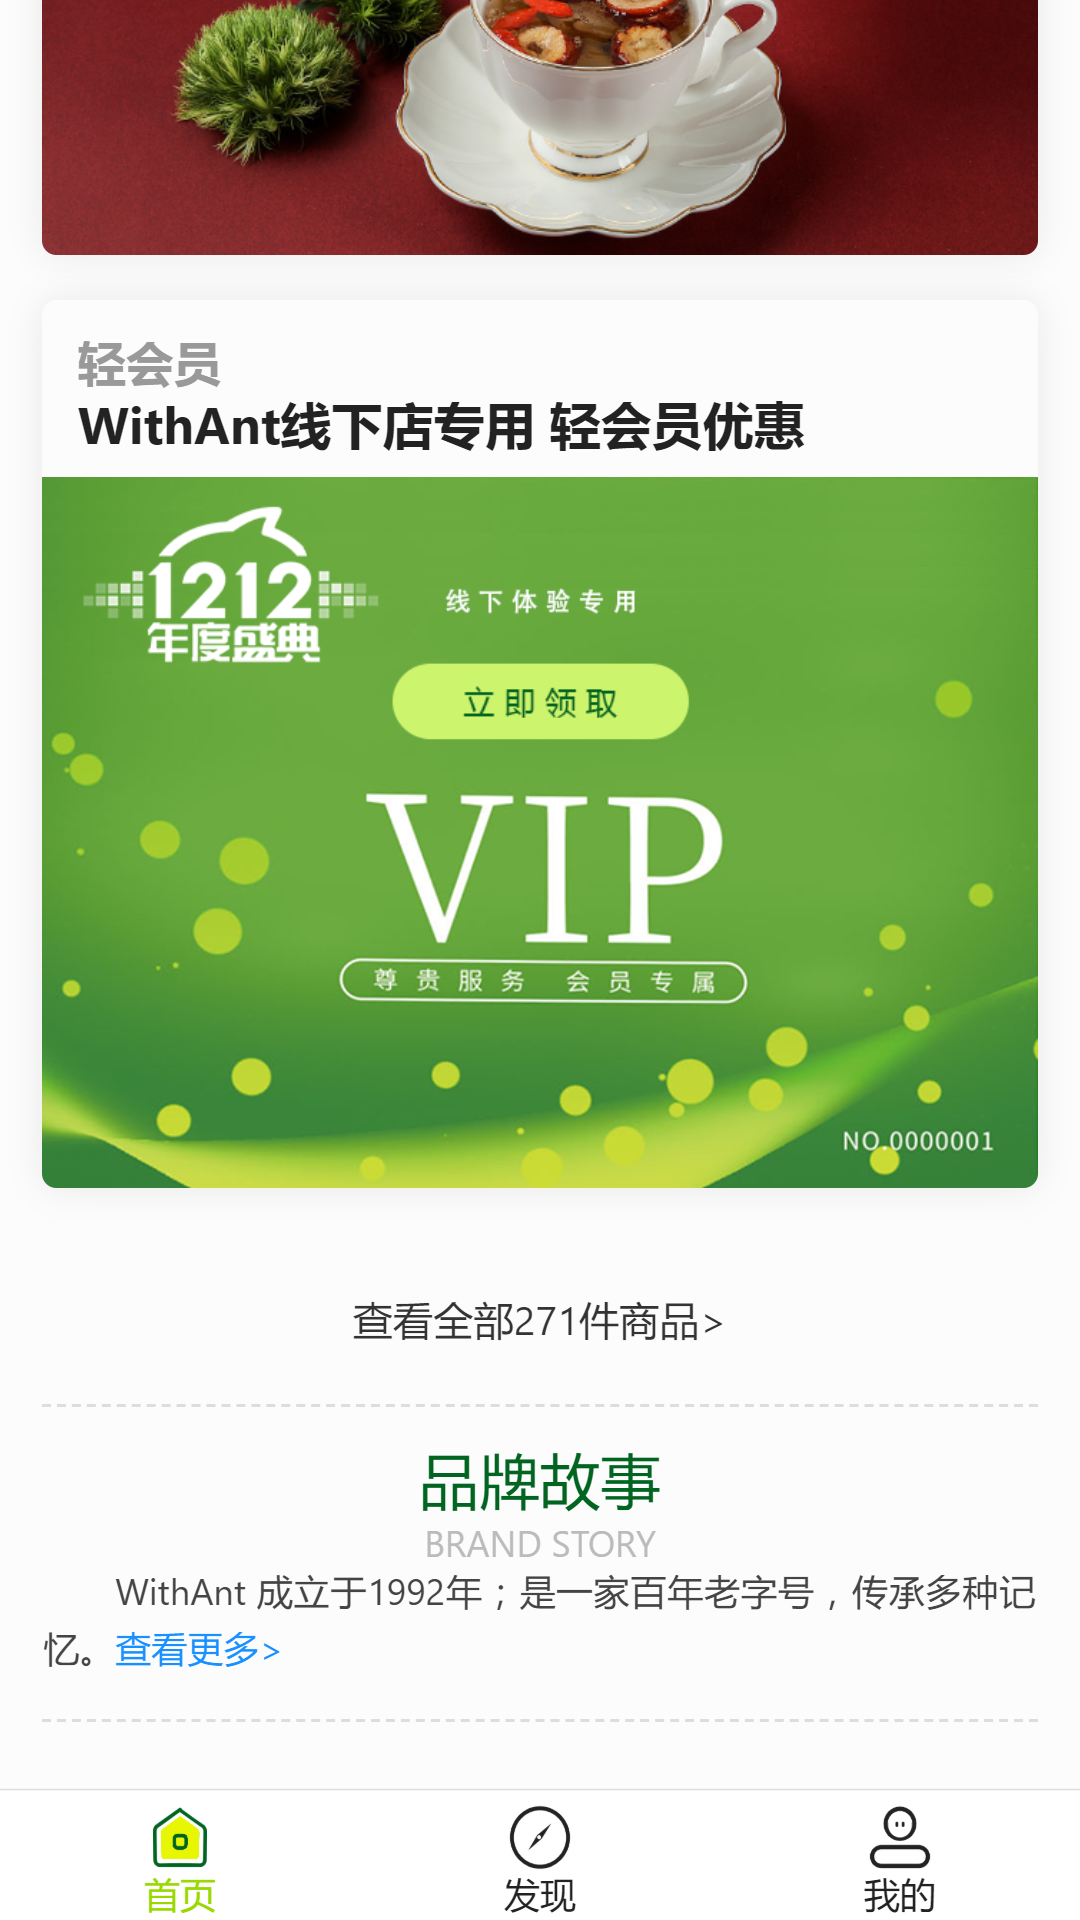 轻会员
WithAnt线下店专用 轻会员优惠
1212
年度盛典
线下体验专用
立即领取
VIP
尊贵服务 会员专属
NO.0000001
查看全部271件商品>
品牌故事
BRAND STORY
WithAnt 成立于1992年；是一家百年老字号，传承多种记
忆。查看更多>
首页
发现
我的